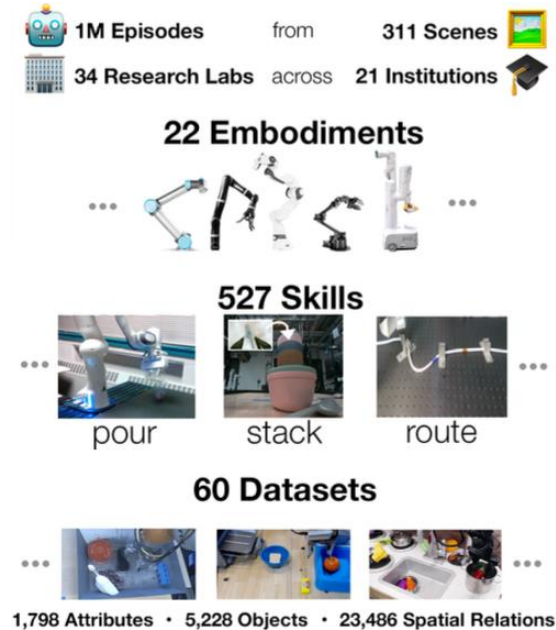 1M Episodes from 311 Scenes
34 Research Labs across 21 Institutions
22 Embodiments
527 Skills
pour stack route
60 Datasets
1,798 Attributes • 5,228 Objects • 23,486 Spatial Relations